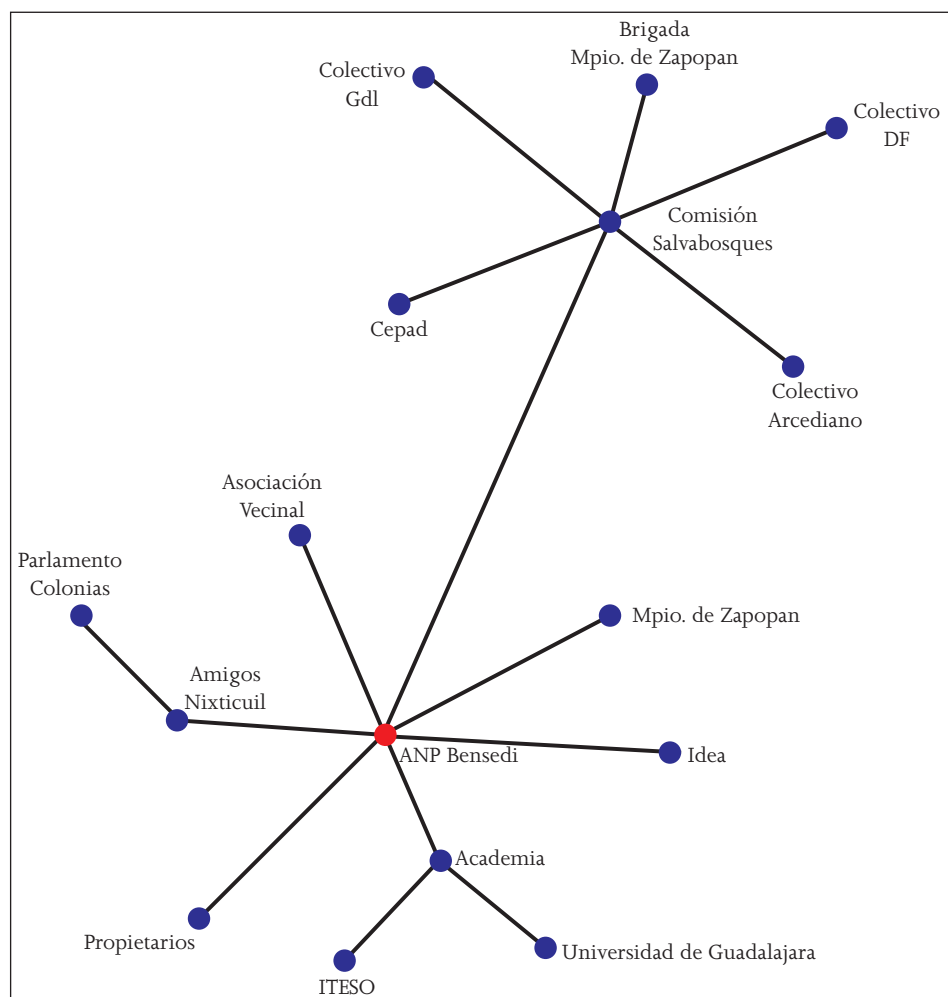 Brigada
Mpio. de Zapopan
Colectivo
Gdl
Colectivo
DF
Comisión
Salvabosques
Cepad
Colectivo
Arcediano
Asociación
Vecinal
Parlamento
Colonias
Mpio. de Zapopan
Amigos
Nixticuil
ANP Bensedi
Idea
Academia
Propietarios
Universidad de Guadalajara
ITESO